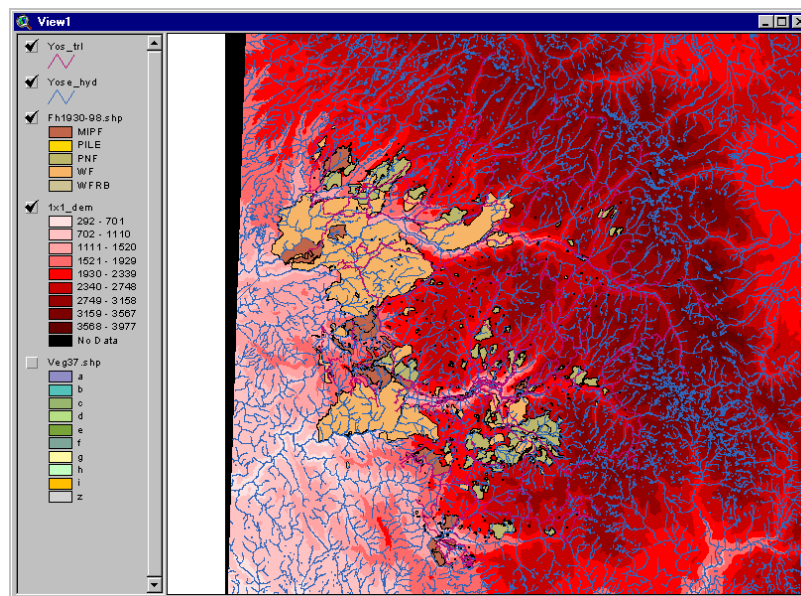 View1
Yos_trl
Yose_hyd
Fh1930-98.shp
MIPF
PILE
PNF
WF
WFRB
1x1_dem
292 - 701
702 - 1110
1111 - 1520
1521 - 1929
1930 - 2339
2340 - 2748
2749 - 3158
3159 - 3567
3568 - 3977
No Data
Veg37.shp
a
b
c
d
e
f
g
h
i
z